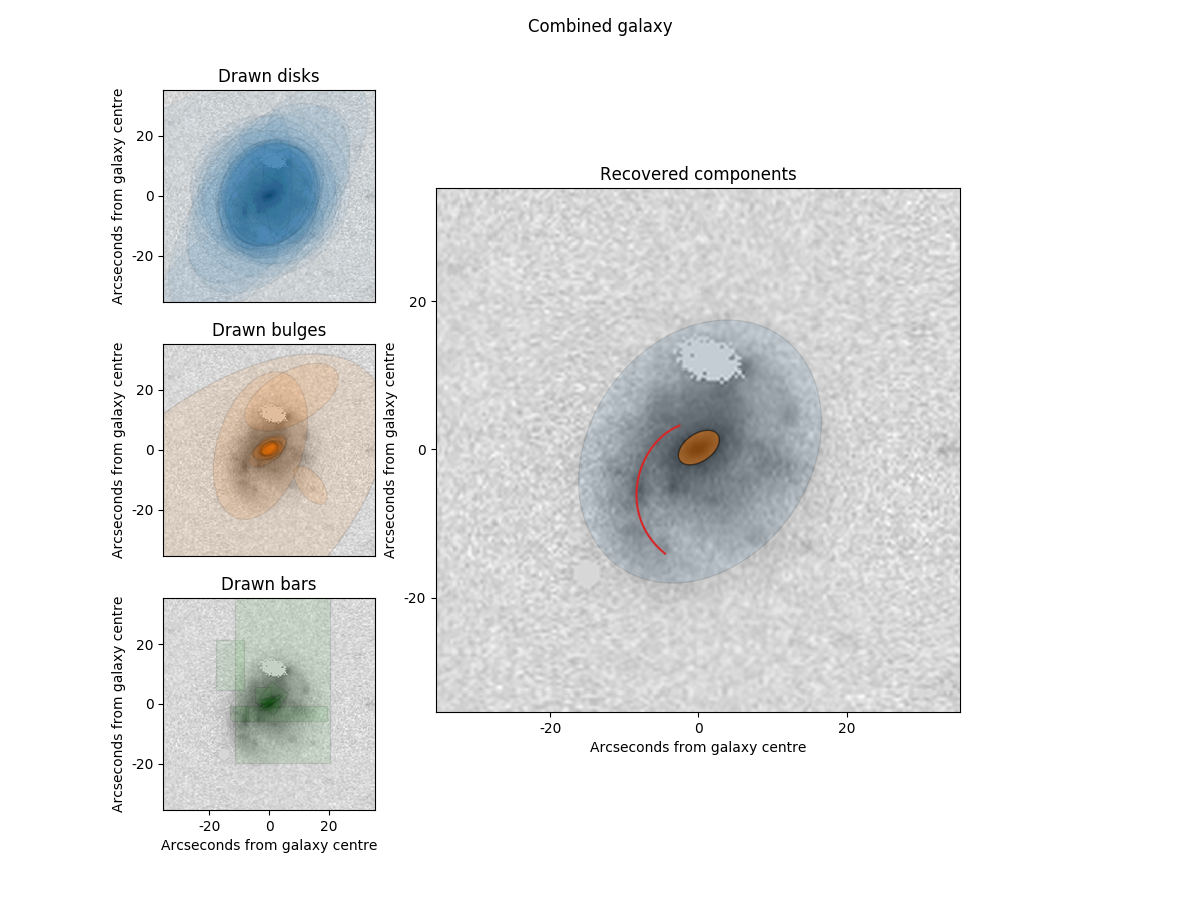 Combined galaxy
Drawn disks
Arcseconds from galaxy centre
20
0
-20
Drawn bulges
Arcseconds from galaxy centre
20
0
-20
Drawn bars
Arcseconds from galaxy centre
20
0
-20
-20 0 20
Arcseconds from galaxy centre
Recovered components
Arcseconds from galaxy centre
20
0
-20
-20 0 20
Arcseconds from galaxy centre